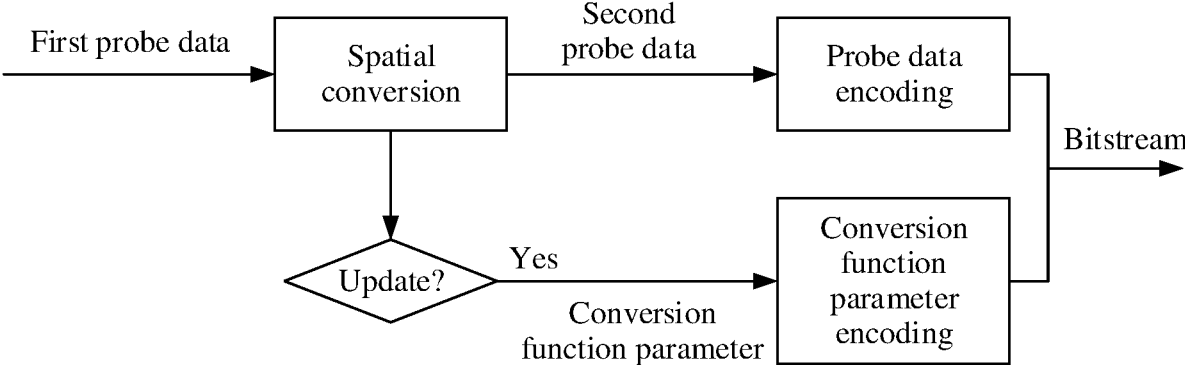 First probe data
Spatial
conversion
Second
probe data
Probe data
encoding
Bitstream
Update?
Yes
Conversion
function parameter
Conversion
function
parameter
encoding